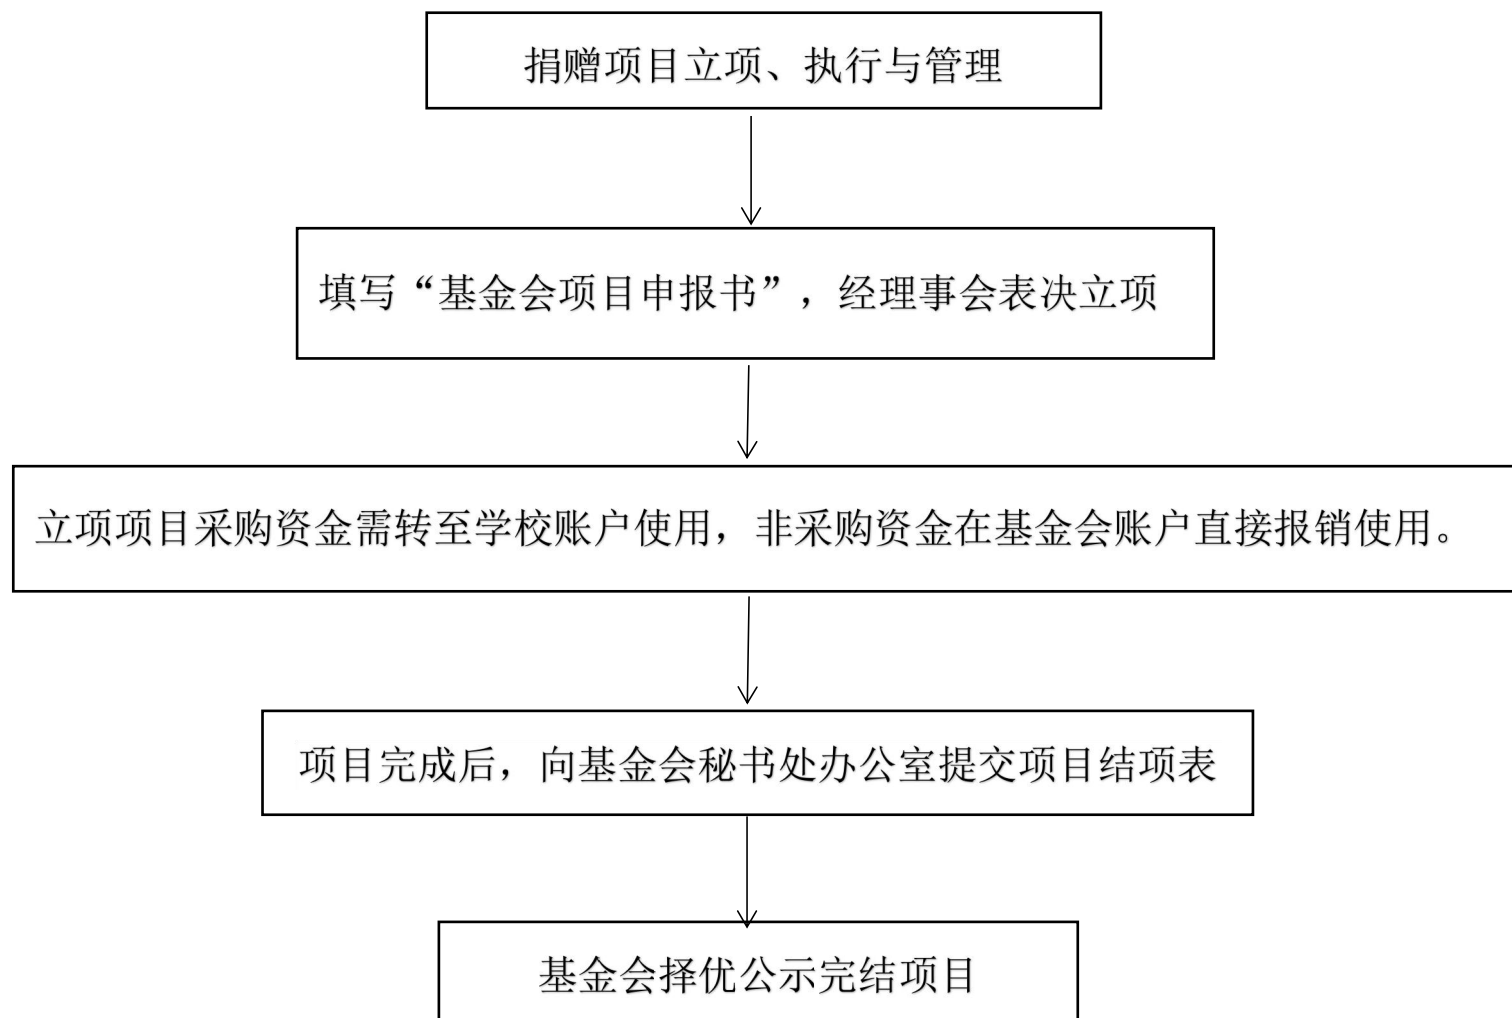 捐赠项目立项、执行与管理
填写“基金会项目申报书”，经理事会表决立项
立项项目采购资金需转至学校账户使用，非采购资金在基金会账户直接报销使用。
项目完成后，向基金会秘书处办公室提交项目结项表
基金会择优公示完结项目